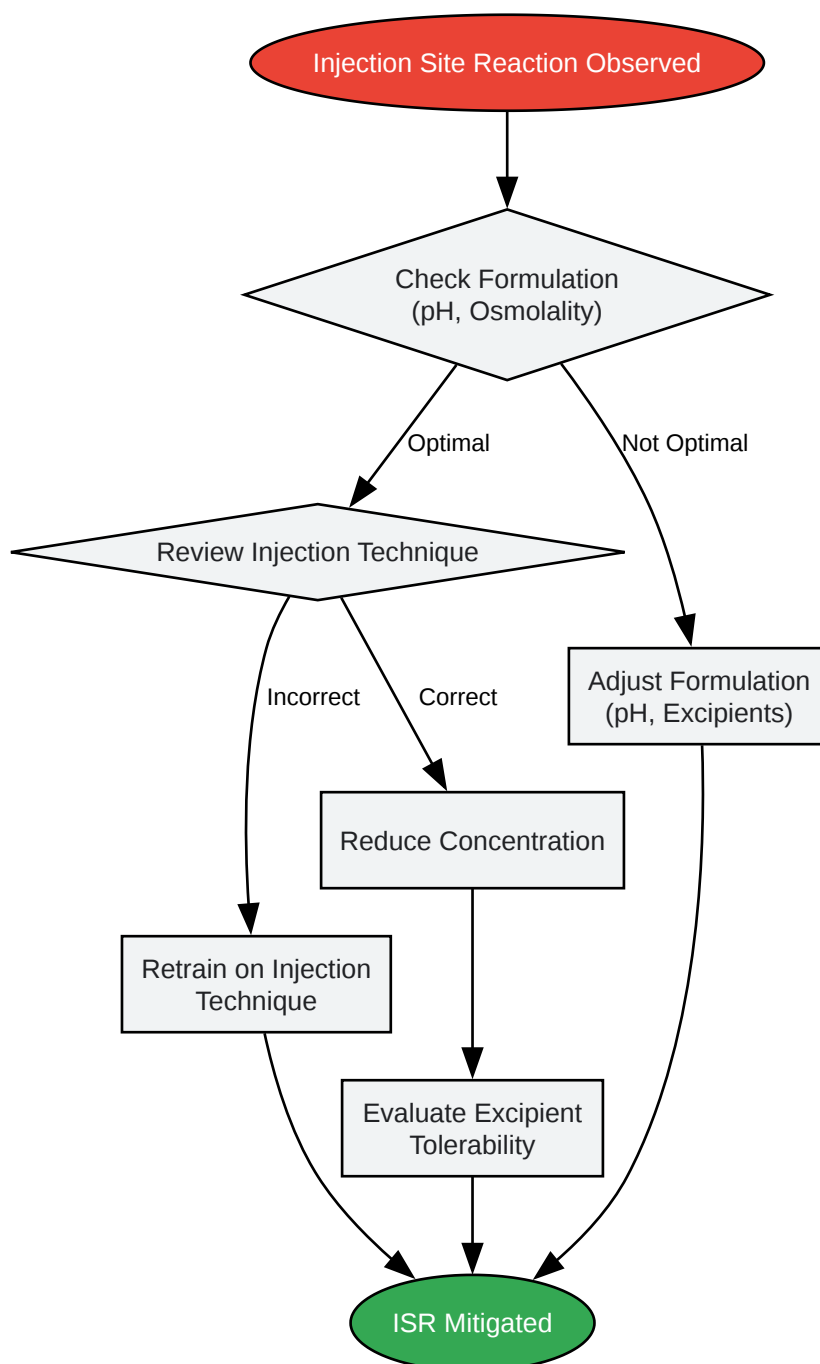 Injection Site Reaction Observed
Check Formulation
(pH, Osmolality)
Optimal
Not Optimal
Review Injection Technique
Incorrect
Correct
Adjust Formulation
(pH, Excipients)
Reduce Concentration
Retrain on Injection
Technique
Evaluate Excipient
Tolerability
ISR Mitigated